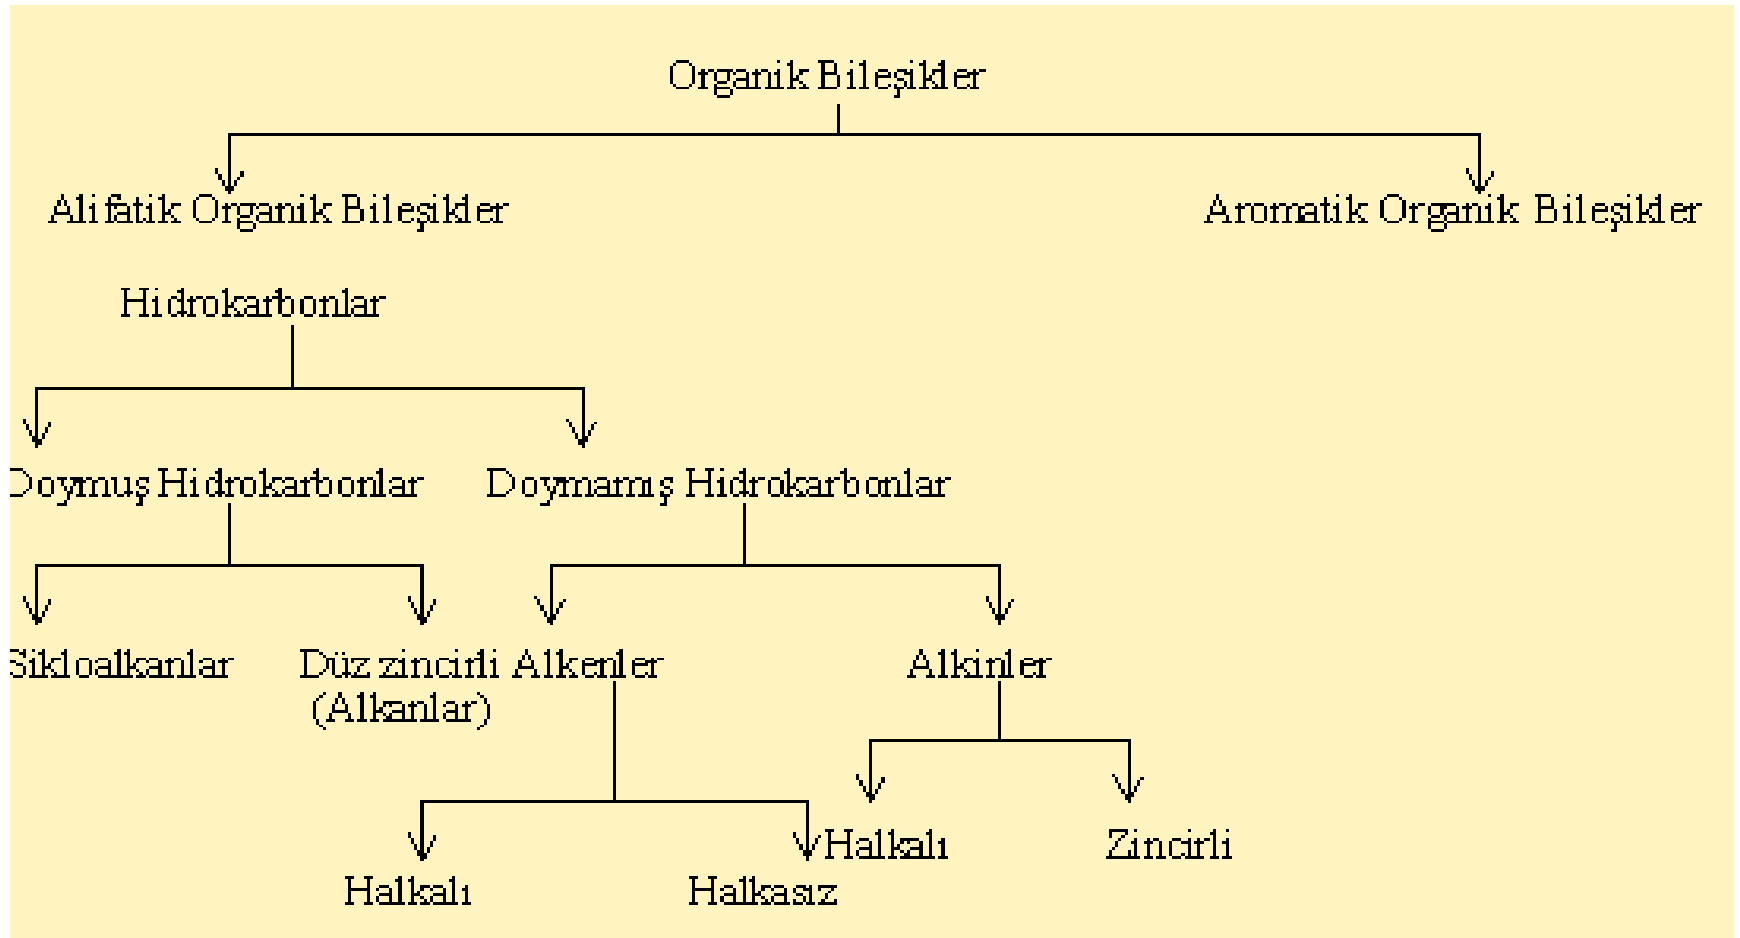 Organik Bileşikler
Alifatik Organik Bileşikler
Aromatik Organik Bileşikler
Hidrokarbonlar
Doymuş Hidrokarbonlar
Doymamış Hidrokarbonlar
Sikloalkanlar
Düz zincirli
(Alkanlar)
Alkenler
Alkinler
Halkalı
Zincirli
Halkalı
Halkasız